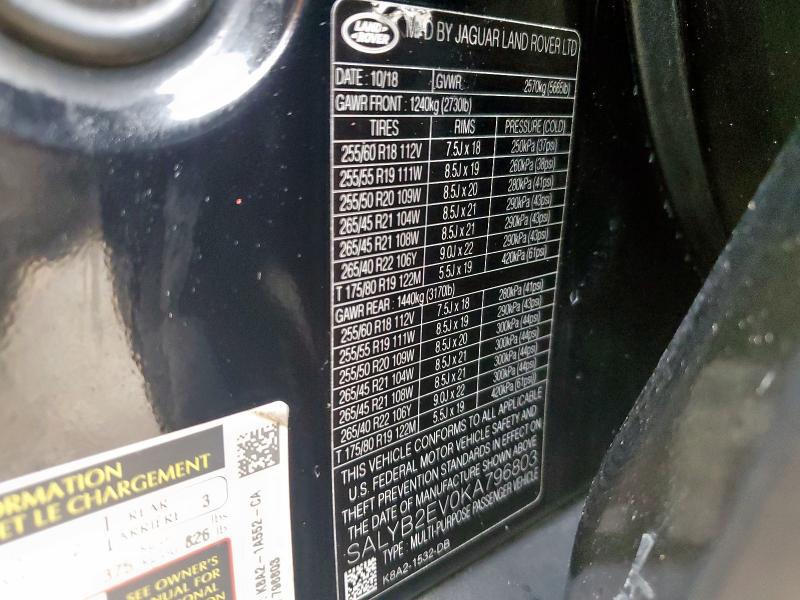 LAND ROVER
M'D BY JAGUAR LAND ROVER LTD
DATE : 10/18 GVWR. 2570kg (5665lb)
GAWR FRONT : 1240kg (2730lb)
TIRES RIMS PRESSURE (COLD)
255/60 R18 112V 7.5J x 18 250kPa (37psi)
255/55 R19 111W 8.5J x 19 260kPa (38psi)
255/50 R20 109W 8.5J x 20 280kPa (41psi)
265/45 R21 104W 8.5J x 21 290kPa (43psi)
265/45 R21 108W 8.5J x 21 290kPa (43psi)
265/40 R22 106Y 9.0J x 22 290kPa (43psi)
T 175/80 R19 122M 5.5J x 19 420kPa (61psi)
GAWR REAR : 1440kg (3170lb)
255/60 R18 112V 7.5J x 18 280kPa (41psi)
255/55 R19 111W 8.5J x 19 290kPa (43psi)
255/50 R20 109W 8.5J x 20 300kPa (44psi)
265/45 R21 104W 8.5J x 21 300kPa (44psi)
265/45 R21 108W 8.5J x 21 300kPa (44psi)
265/40 R22 106Y 9.0J x 22 300kPa (44psi)
T 175/80 R19 122M 5.5J x 19 420kPa (61psi)
THIS VEHICLE CONFORMS TO ALL APPLICABLE
U.S. FEDERAL MOTOR VEHICLE SAFETY AND
THEFT PREVENTION STANDARDS IN EFFECT ON
THE DATE OF MANUFACTURE SHOWN ABOVE
SALYB2EV0KA796803
TYPE : MULTI-PURPOSE PASSENGER VEHICLE
K8A2-1532-DB
ORMATION
ET LE CHARGEMENT
REAR
ARRIÈRE 3
375 826 lbs
SEE OWNER'S
MANUAL FOR
TIONAL
K8A2-1A552-CA
796803